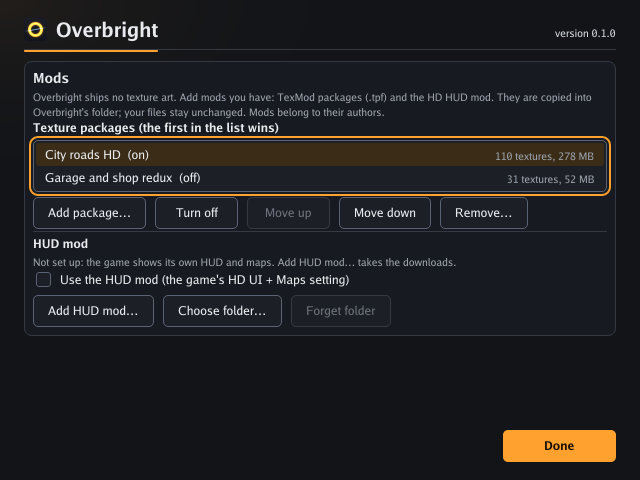 Overbright
version 0.1.0
Mods
Overbright ships no texture art. Add mods you have: TexMod packages (.tpf) and the HD HUD mod. They are copied into
Overbright's folder; your files stay unchanged. Mods belong to their authors.
Texture packages (the first in the list wins)
City roads HD  (on)
110 textures, 278 MB
Garage and shop redux  (off)
31 textures, 52 MB
Add package...
Turn off
Move up
Move down
Remove...
HUD mod
Not set up: the game shows its own HUD and maps. Add HUD mod... takes the downloads.
Use the HUD mod (the game's HD UI + Maps setting)
Add HUD mod...
Choose folder...
Forget folder
Done